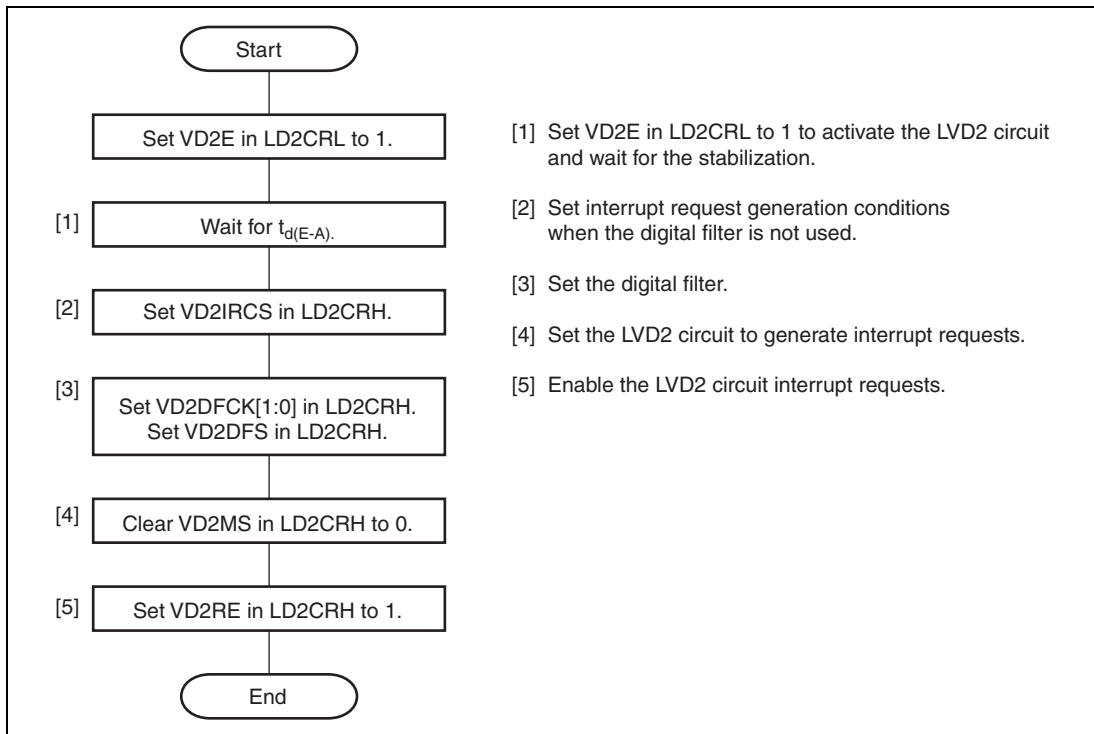 Start
Set VD2E in LD2CRL to 1.
[1] Wait for td(E-A).
[2] Set VD2IRCS in LD2CRH.
[3] Set VD2DFCK[1:0] in LD2CRH.
Set VD2DFS in LD2CRH.
[4] Clear VD2MS in LD2CRH to 0.
[5] Set VD2RE in LD2CRH to 1.
End
[1] Set VD2E in LD2CRL to 1 to activate the LVD2 circuit
and wait for the stabilization.
[2] Set interrupt request generation conditions
when the digital filter is not used.
[3] Set the digital filter.
[4] Set the LVD2 circuit to generate interrupt requests.
[5] Enable the LVD2 circuit interrupt requests.